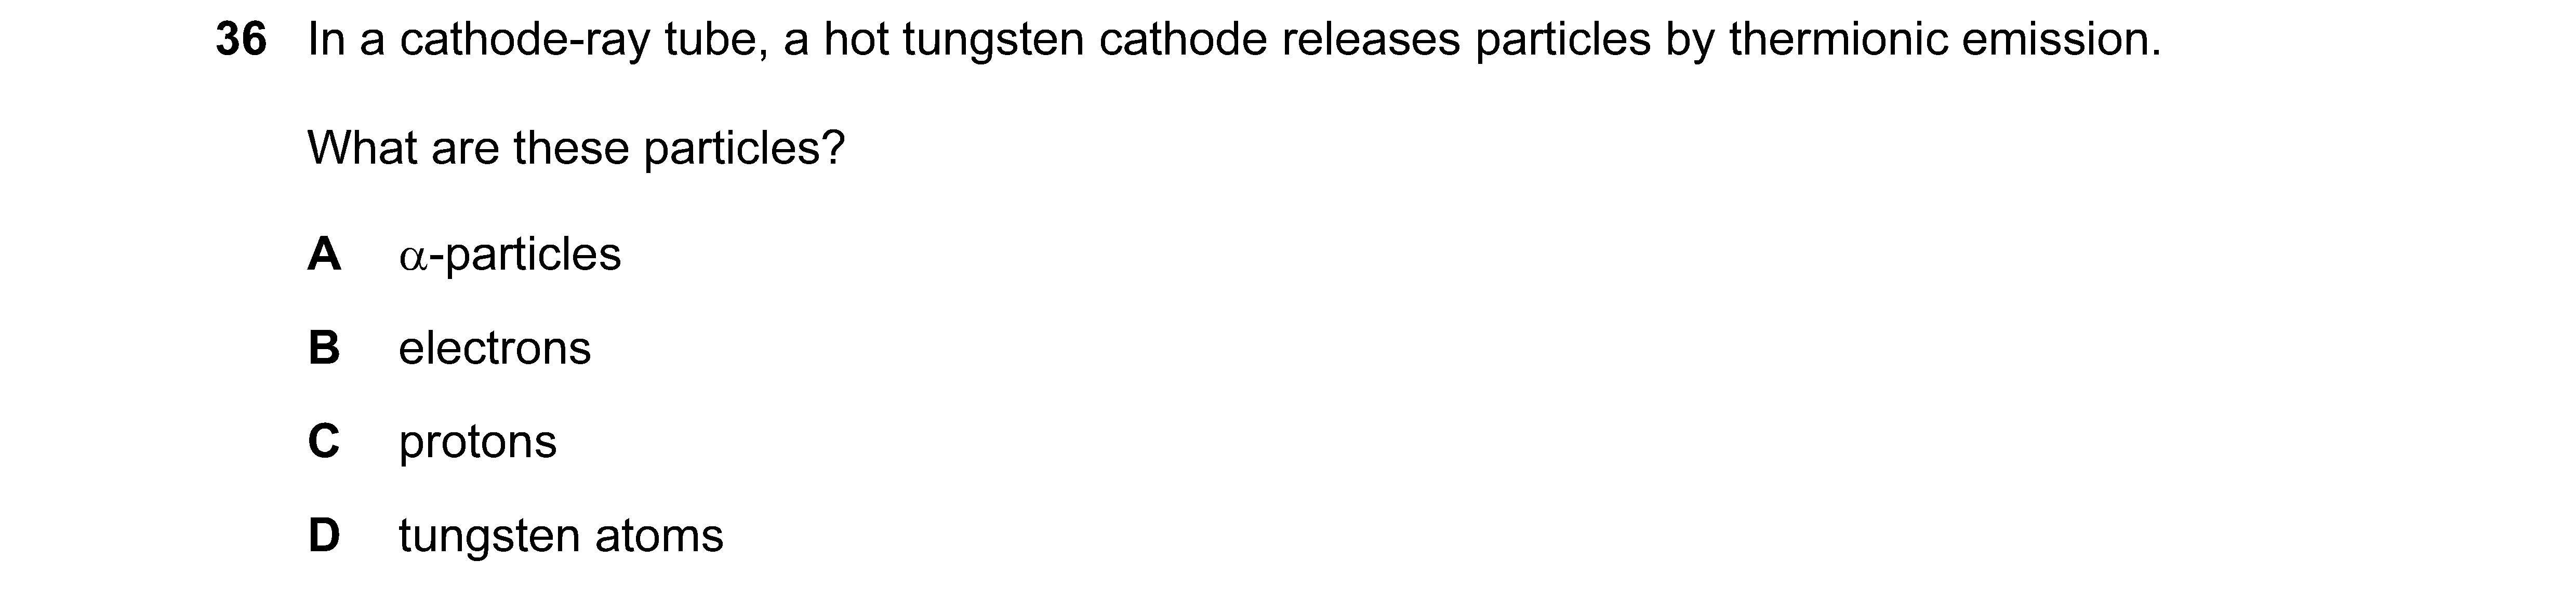 36 In a cathode-ray tube, a hot tungsten cathode releases particles by thermionic emission.
What are these particles?
A α-particles
B electrons
C protons
D tungsten atoms